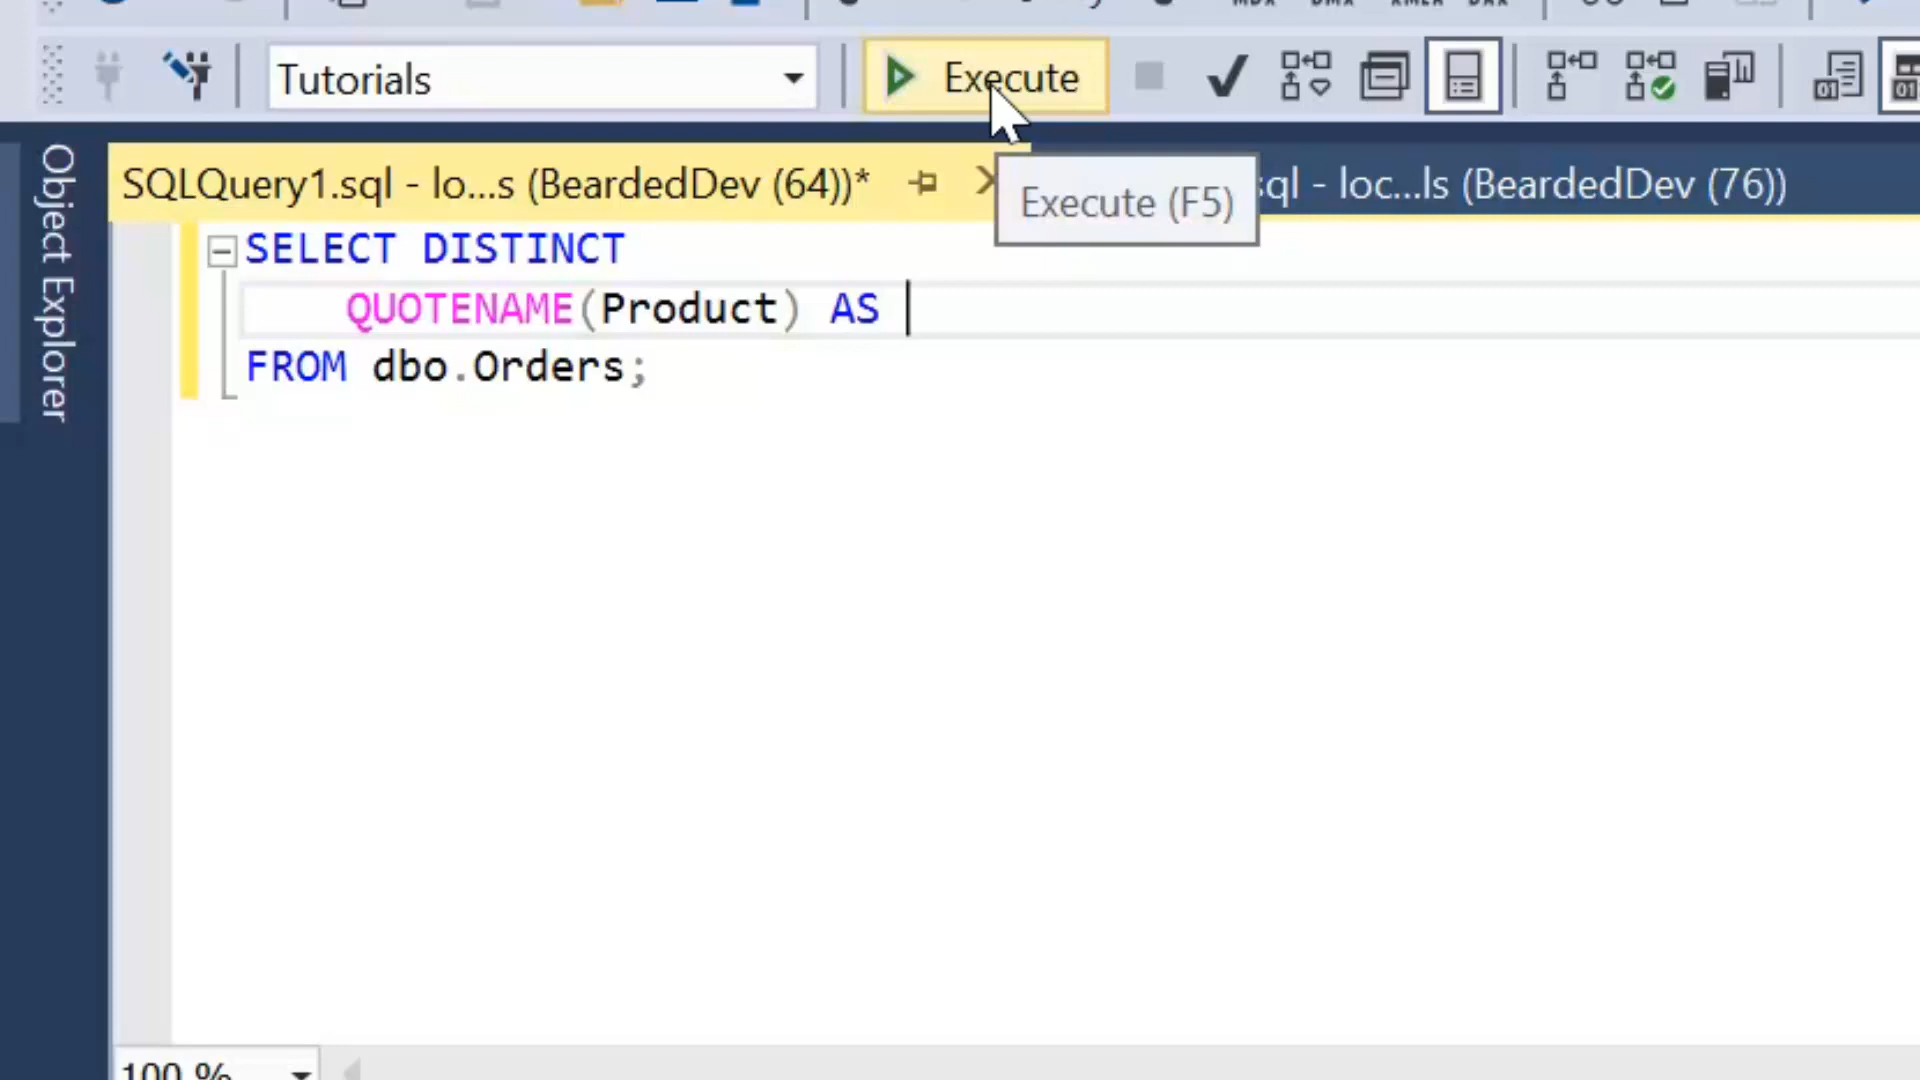 Tutorials
Execute
Object Explorer
SQLQuery1.sql - lo...s (BeardedDev (64))*
sql - loc...ls (BeardedDev (76))
Execute (F5)
SELECT DISTINCT
QUOTENAME(Product) AS
FROM dbo.Orders;
100 %